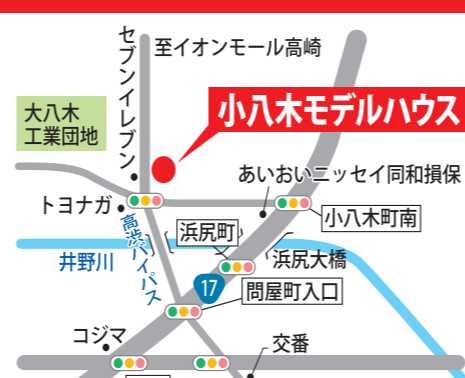 セブンイレブン
至イオンモール高崎
大八木
工業団地
小八木モデルハウス
あいおいニッセイ同和損保
トヨナガ
高渋バイパス
浜尻町
小八木町南
井野川
浜尻大橋
17
問屋町入口
コジマ
交番